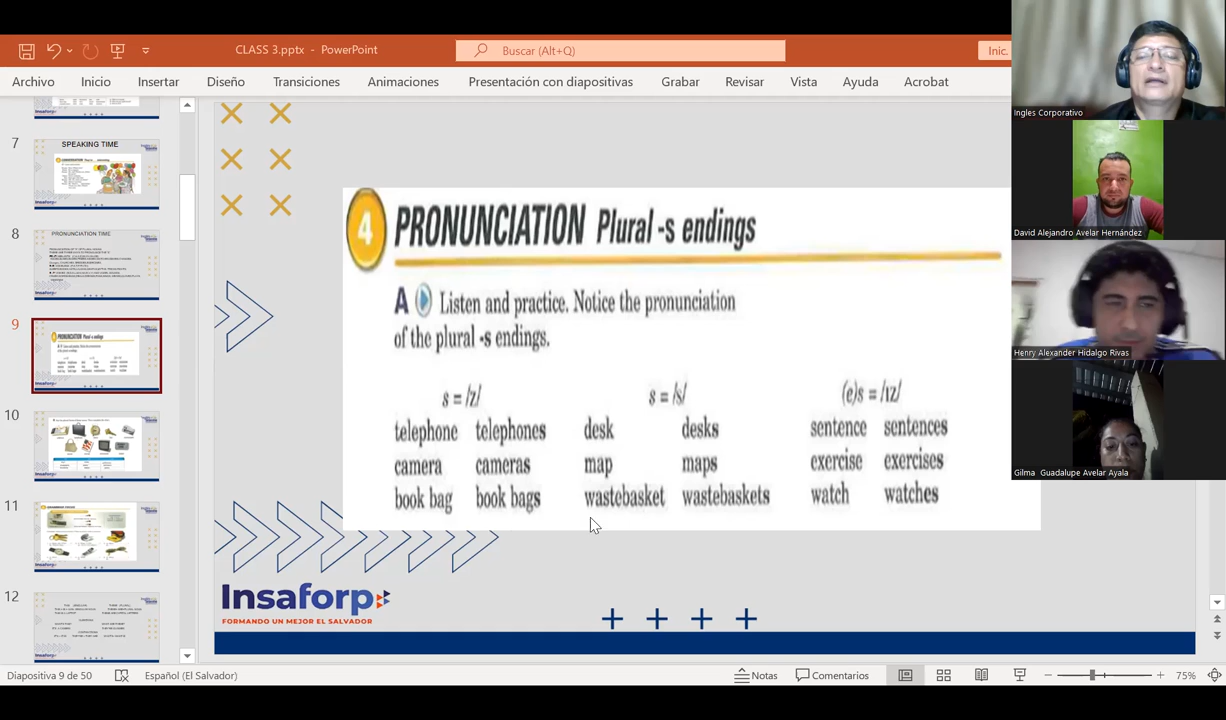 CLASS 3.pptx - PowerPoint
Buscar (Alt+Q)
Inic.
Archivo Inicio Insertar Diseño Transiciones Animaciones Presentación con diapositivas Grabar Revisar Vista Ayuda Acrobat
7
SPEAKING TIME
8
PRONUNCIATION TIME
9
10
11
12
4 PRONUNCIATION Plural -s endings
A Listen and practice. Notice the pronunciation
of the plural -s endings.
s = /z/ s = /s/ (e)s = /ɪz/
telephone telephones desk desks sentence sentences
camera cameras map maps exercise exercises
book bag book bags wastebasket wastebaskets watch watches
Insaforp
FORMANDO UN MEJOR EL SALVADOR
Ingles Corporativo
David Alejandro Avelar Hernández
Henry Alexander Hidalgo Rivas
Gilma Guadalupe Avelar Ayala
Diapositiva 9 de 50 Español (El Salvador) Notas Comentarios 75%